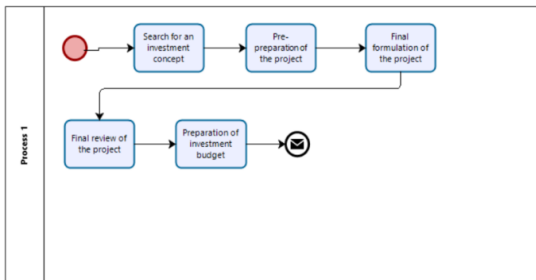 Process 1
Search for an
investment
concept
Pre-
preparation of
the project
Final
formulation of
the project
Final review of
the project
Preparation of
investment
budget